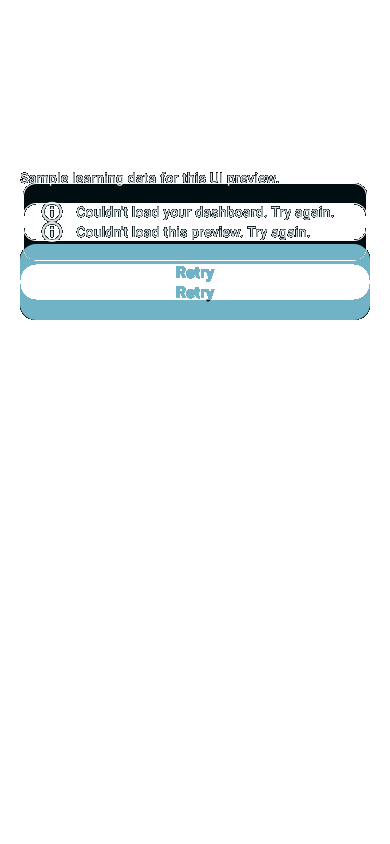 Sample learning data for this UI preview.
Couldn't load your dashboard. Try again.
Couldn't load this preview. Try again.
Retry
Retry